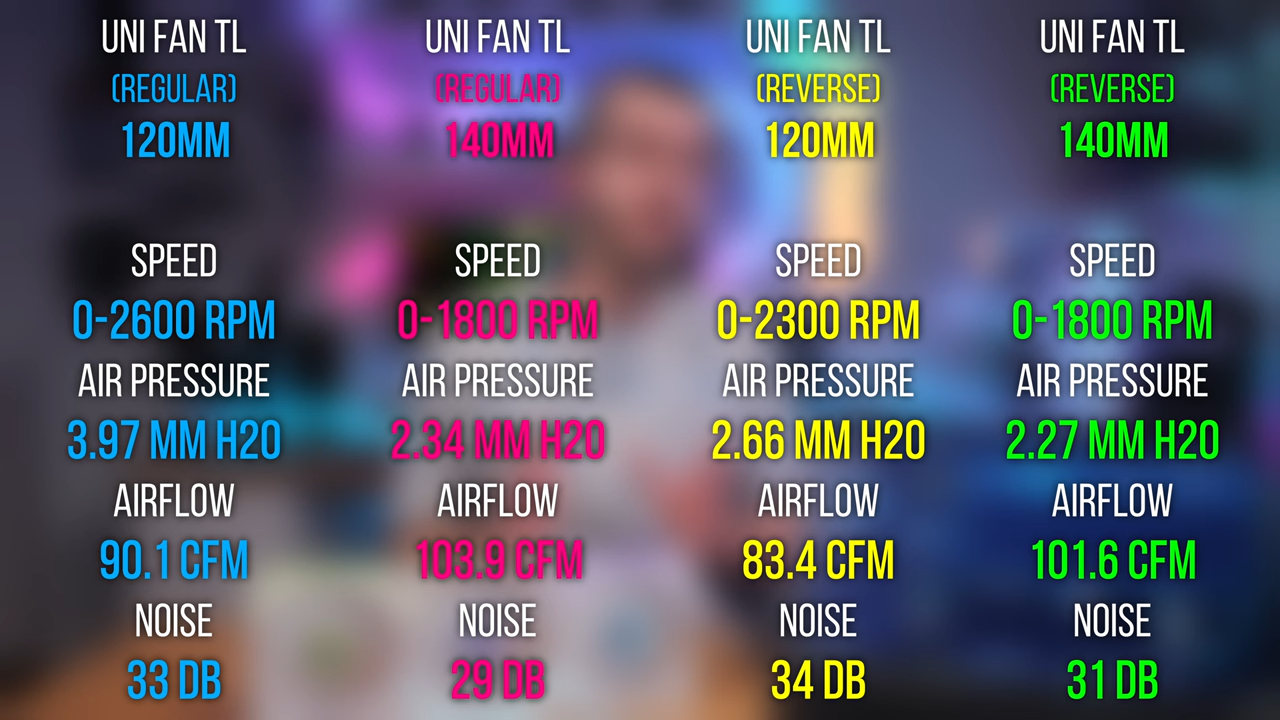 UNI FAN TL
(REGULAR)
120MM
SPEED
0-2600 RPM
AIR PRESSURE
3.97 MM H2O
AIRFLOW
90.1 CFM
NOISE
33 DB
UNI FAN TL
(REGULAR)
140MM
SPEED
0-1800 RPM
AIR PRESSURE
2.34 MM H2O
AIRFLOW
103.9 CFM
NOISE
29 DB
UNI FAN TL
(REVERSE)
120MM
SPEED
0-2300 RPM
AIR PRESSURE
2.66 MM H2O
AIRFLOW
83.4 CFM
NOISE
34 DB
UNI FAN TL
(REVERSE)
140MM
SPEED
0-1800 RPM
AIR PRESSURE
2.27 MM H2O
AIRFLOW
101.6 CFM
NOISE
31 DB